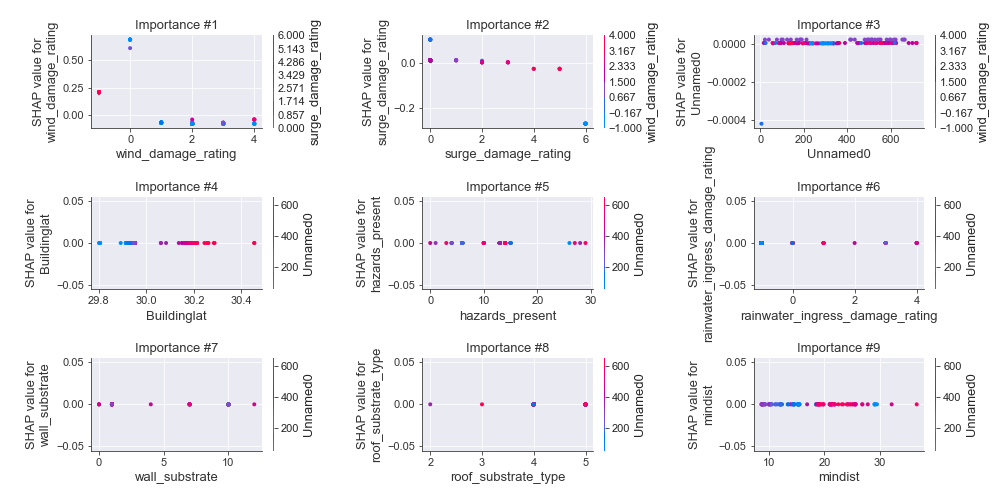 Importance #1
SHAP value for
wind_damage_rating
0.50
0.25
0.00
0
2
4
wind_damage_rating
6.000
5.143
4.286
3.429
2.571
1.714
0.857
0.000
surge_damage_rating
Importance #2
SHAP value for
surge_damage_rating
0.0
−0.2
0
2
4
6
surge_damage_rating
4.000
3.167
2.333
1.500
0.667
−0.167
−1.000
wind_damage_rating
Importance #3
SHAP value for
Unnamed0
0.0000
−0.0002
−0.0004
0
200
400
600
Unnamed0
4.000
3.167
2.333
1.500
0.667
−0.167
−1.000
wind_damage_rating
Importance #4
SHAP value for
Buildinglat
0.05
0.00
−0.05
29.8
30.0
30.2
30.4
Buildinglat
600
400
200
Unnamed0
Importance #5
SHAP value for
hazards_present
0.05
0.00
−0.05
0
10
20
30
hazards_present
600
400
200
Unnamed0
Importance #6
SHAP value for
rainwater_ingress_damage_rating
0.05
0.00
−0.05
0
2
4
rainwater_ingress_damage_rating
600
400
200
Unnamed0
Importance #7
SHAP value for
wall_substrate
0.05
0.00
−0.05
0
5
10
wall_substrate
600
400
200
Unnamed0
Importance #8
SHAP value for
roof_substrate_type
0.05
0.00
−0.05
2
3
4
5
roof_substrate_type
600
400
200
Unnamed0
Importance #9
SHAP value for
mindist
0.05
0.00
−0.05
10
20
30
mindist
600
400
200
Unnamed0